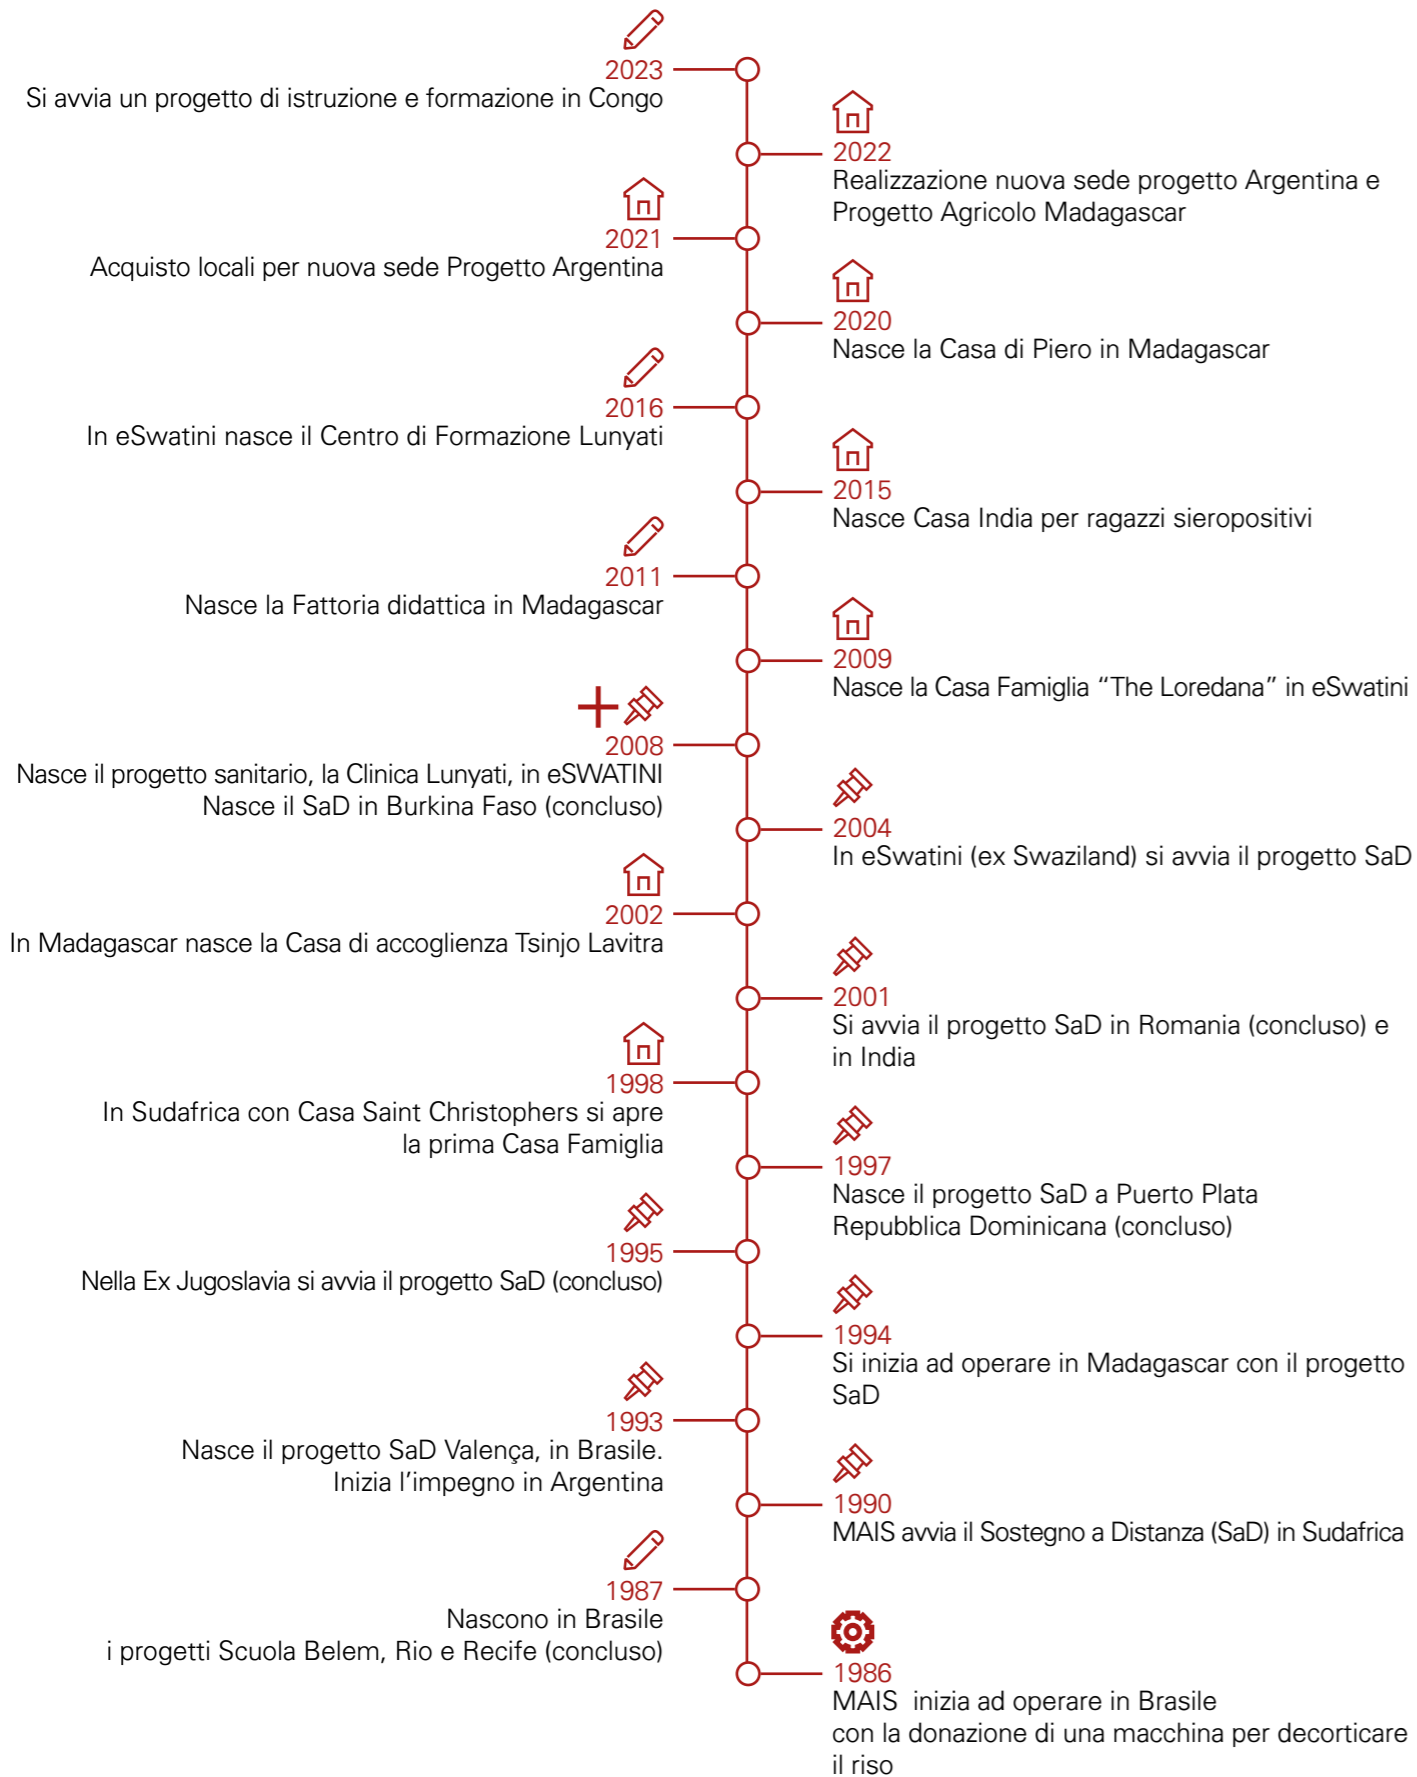 2023
Si avvia un progetto di istruzione e formazione in Congo
2022
Realizzazione nuova sede progetto Argentina e
Progetto Agricolo Madagascar
2021
Acquisto locali per nuova sede Progetto Argentina
2020
Nasce la Casa di Piero in Madagascar
2016
In eSwatini nasce il Centro di Formazione Lunyati
2015
Nasce Casa India per ragazzi sieropositivi
2011
Nasce la Fattoria didattica in Madagascar
2009
Nasce la Casa Famiglia “The Loredana” in eSwatini
2008
Nasce il progetto sanitario, la Clinica Lunyati, in eSWATINI
Nasce il SaD in Burkina Faso (concluso)
2004
In eSwatini (ex Swaziland) si avvia il progetto SaD
2002
In Madagascar nasce la Casa di accoglienza Tsinjo Lavitra
2001
Si avvia il progetto SaD in Romania (concluso) e
in India
1998
In Sudafrica con Casa Saint Christophers si apre
la prima Casa Famiglia
1997
Nasce il progetto SaD a Puerto Plata
Repubblica Dominicana (concluso)
1995
Nella Ex Jugoslavia si avvia il progetto SaD (concluso)
1994
Si inizia ad operare in Madagascar con il progetto
SaD
1993
Nasce il progetto SaD Valença, in Brasile.
Inizia l’impegno in Argentina
1990
MAIS avvia il Sostegno a Distanza (SaD) in Sudafrica
1987
Nascono in Brasile
i progetti Scuola Belem, Rio e Recife (concluso)
1986
MAIS  inizia ad operare in Brasile
con la donazione di una macchina per decorticare
il riso